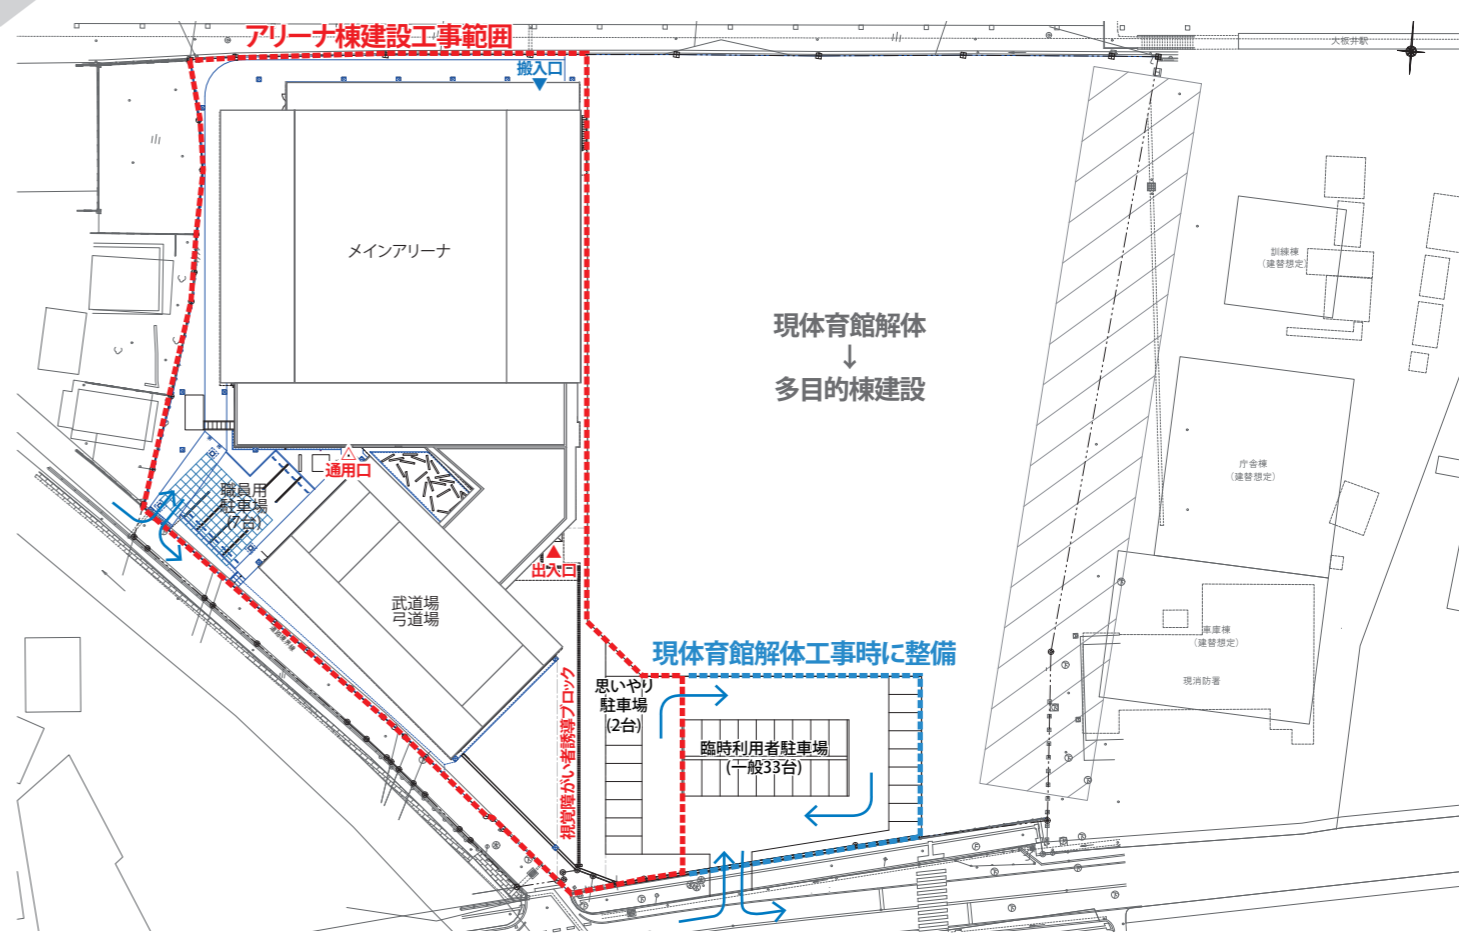 アリーナ棟建設工事範囲
搬入口
大板井駅
メインアリーナ
訓練棟
(建替想定)
現体育館解体
↓
多目的棟建設
庁舎棟
(建替想定)
通用口
職員用
駐車場
(7台)
出入口
武道場
弓道場
車庫棟
(建替想定)
現消防署
現体育館解体工事時に整備
視覚障がい者誘導ブロック
思いやり
駐車場
(2台)
臨時利用者駐車場
(一般33台)